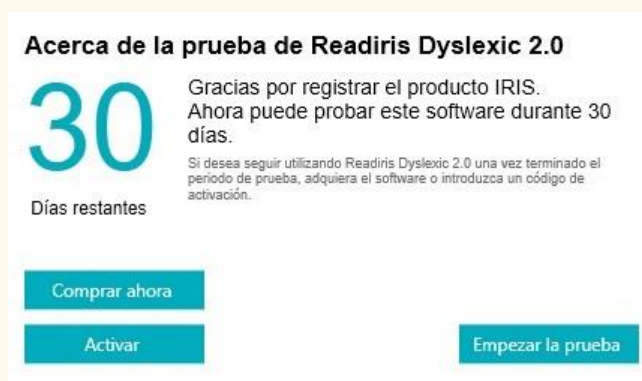 Acerca de la prueba de Readiris Dyslexic 2.0
30
Días restantes
Gracias por registrar el producto IRIS.
Ahora puede probar este software durante 30
días.
Si desea seguir utilizando Readiris Dyslexic 2.0 una vez terminado el
periodo de prueba, adquiera el software o introduzca un código de
activación.
Comprar ahora
Activar
Empezar la prueba